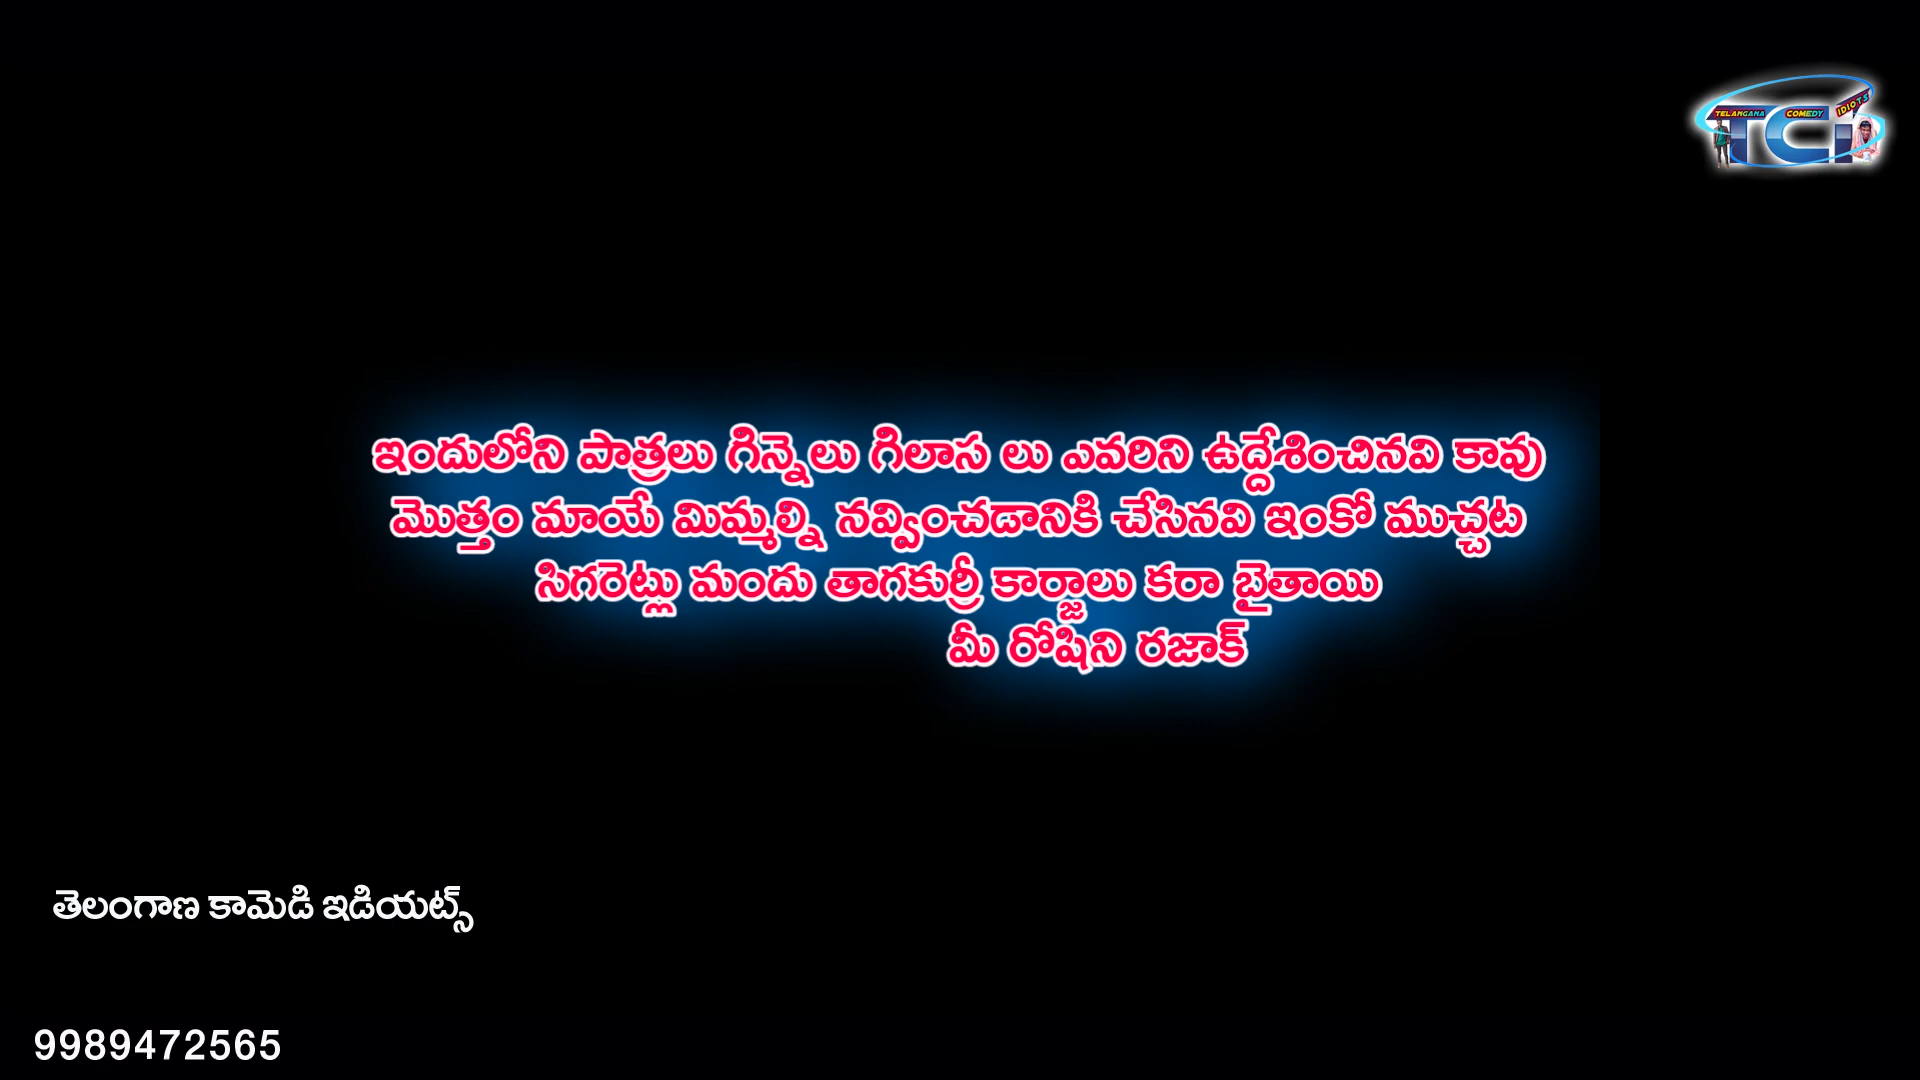 TELANGANA COMEDY IDIOTS
TCi
ఇందులోని పాత్రలు గిన్నెలు గిలాస లు ఎవరిని ఉద్దేశించినవి కావు
మొత్తం మాయే మిమ్మల్ని నవ్వించడానికి చేసినవి ఇంకో ముచ్చట
సిగరెట్లు మందు తాగకుర్రీ కార్జాలు కరా బైతాయి
మీ రోషిని రజాక్
తెలంగాణ కామెడి ఇడియట్స్
9989472565